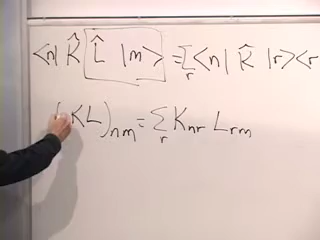 <n| K̂ L̂ |m> = Σ_r <n| K̂ |r><r
(KL)_nm = Σ_r K_nr L_rm